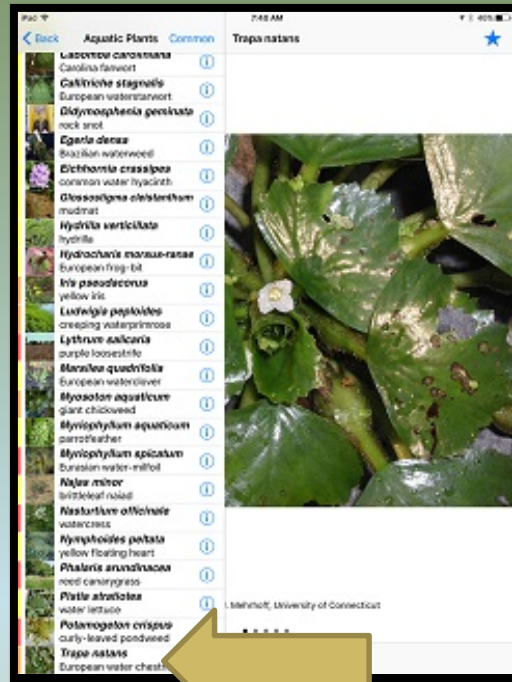 iPad 7:48 AM 40%
Back Aquatic Plants Common Trapa natans
Cabomba caroliniana
Carolina fanwort
Callitriche stagnalis
European waterstarwort
Didymosphenia geminata
rock snot
Egeria densa
Brazilian waterweed
Eichhornia crassipes
common water hyacinth
Glossostigma cleistanthum
mudmat
Hydrilla verticillata
hydrilla
Hydrocharis morsus-ranae
European frog-bit
Iris pseudacorus
yellow iris
Ludwigia peploides
creeping waterprimrose
Lythrum salicaria
purple loosestrife
Marsilea quadrifolia
European waterclover
Myosoton aquaticum
giant chickweed
Myriophyllum aquaticum
parrotfeather
Myriophyllum spicatum
Eurasian water-milfoil
Najas minor
brittleleaf naiad
Nasturtium officinale
watercress
Nymphoides peltata
yellow floating heart
Phalaris arundinacea
reed canarygrass
Pistia stratiotes
water lettuce
Potamogeton crispus
curly-leaved pondweed
Trapa natans
European water chest
. Mehrhoff, University of Connecticut